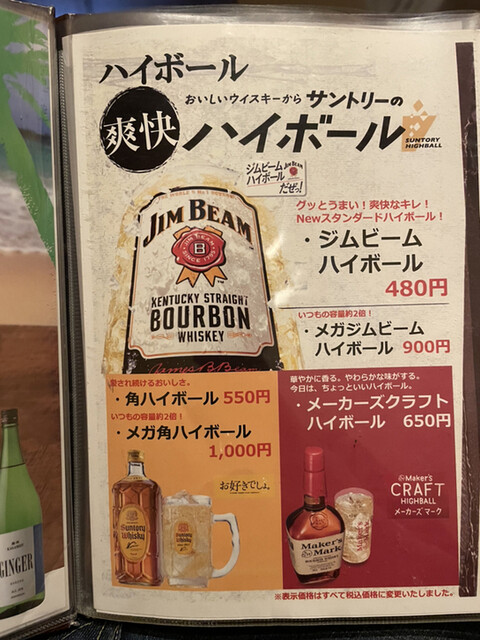 ハイボール
おいしいウイスキーから サントリーの
爽快 ハイボール
SUNTORY
HIGHBALL
ジムビーム JIM BEAM
ハイボール
だぜっ!
JIM BEAM
B
KENTUCKY STRAIGHT
BOURBON
WHISKEY
James B. Beam
グッとうまい!爽快なキレ!
Newスタンダードハイボール!
・ジムビーム
ハイボール
480円
いつもの容量約2倍!
・メガジムビーム
ハイボール 900円
愛され続けるおいしさ。
・角ハイボール 550円
いつもの容量約2倍!
・メガ角ハイボール
1,000円
お好きでしょ。
Suntory
Whisky
華やかに香る。やわらかな味がする。
今日は、ちょっといいハイボール。
・メーカーズクラフト
ハイボール 650円
Maker's
CRAFT
HIGHBALL
メーカーズマーク
Maker's
Mark
※表示価格はすべて税込価格に変更いたしました。
GINGER